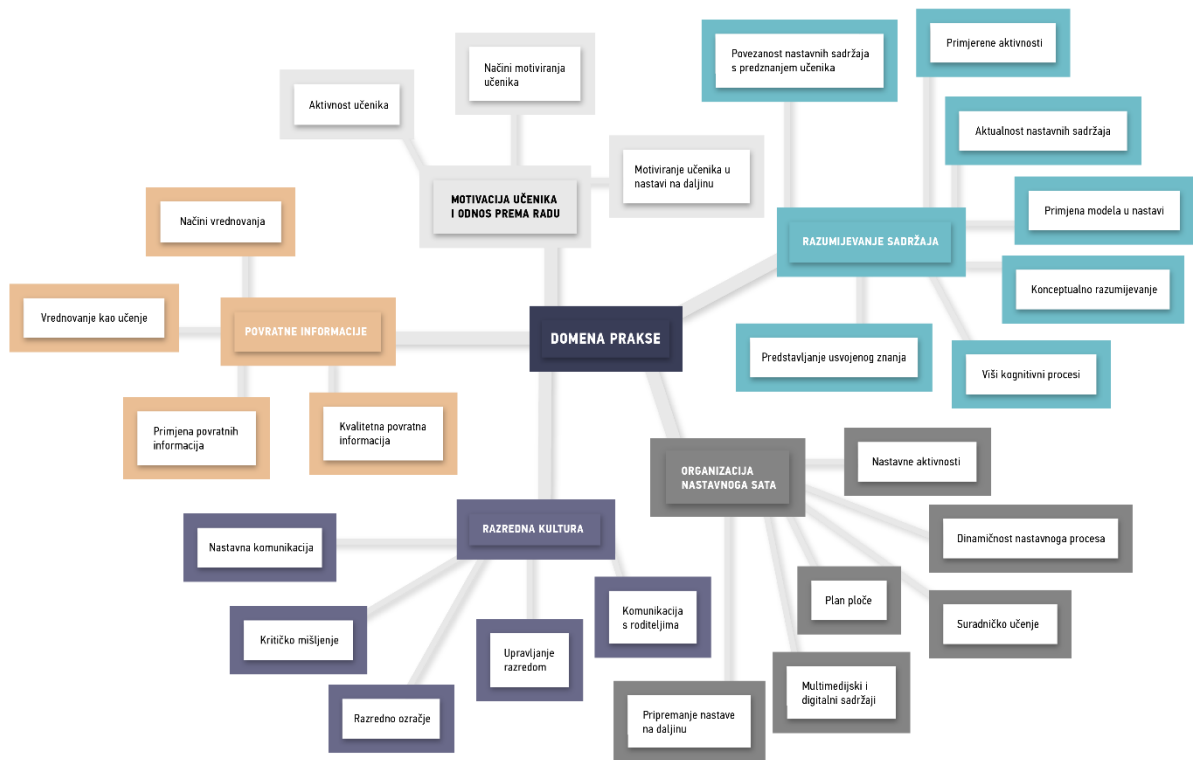 Povezanost nastavnih sadržaja
s predznanjem učenika
Primjerene aktivnosti
Načini motiviranja
učenika
Aktivnost učenika
Aktualnost nastavnih sadržaja
Motiviranje učenika u
nastavi na daljinu
MOTIVACIJA UČENIKA
I ODNOS PREMA RADU
Načini vrednovanja
Primjena modela u nastavi
RAZUMIJEVANJE SADRŽAJA
Konceptualno razumijevanje
Vrednovanje kao učenje
POVRATNE INFORMACIJE
DOMENA PRAKSE
Predstavljanje usvojenog znanja
Viši kognitivni procesi
Primjena povratnih
informacija
Kvalitetna povratna
informacija
ORGANIZACIJA
NASTAVNOGA SATA
Nastavne aktivnosti
RAZREDNA KULTURA
Nastavna komunikacija
Dinamičnost nastavnoga procesa
Komunikacija
s roditeljima
Plan ploče
Suradničko učenje
Kritičko mišljenje
Upravljanje
razredom
Multimedijski i
digitalni sadržaji
Razredno ozračje
Pripremanje nastave
na daljinu